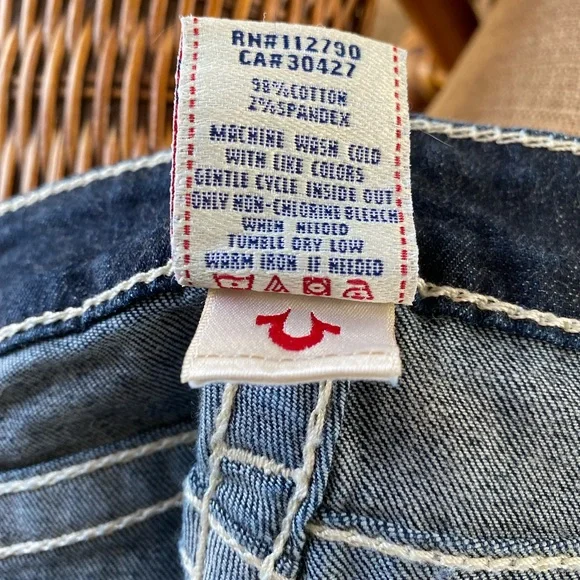 RN#112790
CA#30427
98%COTTON
2%SPANDEX
MACHINE WASH COLD
WITH LIKE COLORS
GENTLE CYCLE INSIDE OUT
ONLY NON-CHLORINE BLEACH
WHEN NEEDED
TUMBLE DRY LOW
WARM IRON IF NEEDED